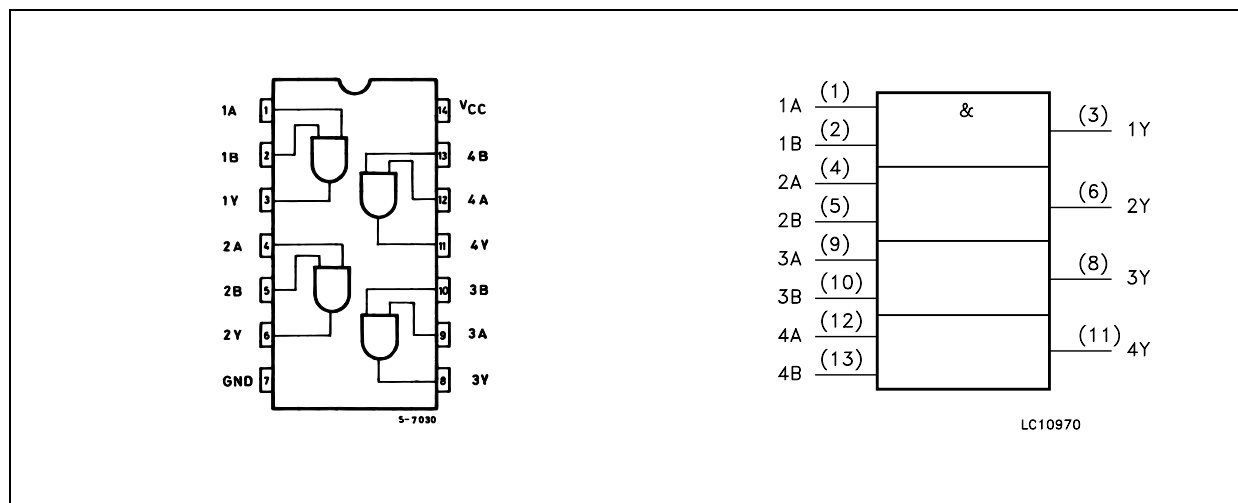 1A 1 14 VCC
1B 2 13 4B
1Y 3 12 4A
2A 4 11 4Y
2B 5 10 3B
2Y 6 9 3A
GND 7 8 3Y
S-7030
&
1A (1)
1B (2)
2A (4)
2B (5)
3A (9)
3B (10)
4A (12)
4B (13)
(3) 1Y
(6) 2Y
(8) 3Y
(11) 4Y
LC10970